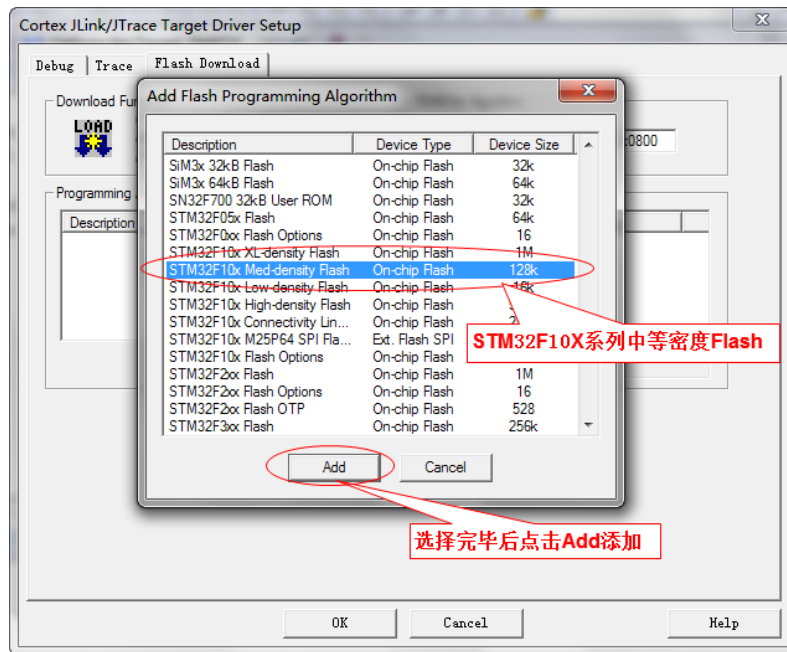 Cortex JLink/JTrace Target Driver Setup
Debug Trace Flash Download
Download Fu
Add Flash Programming Algorithm
LOAD
:0800
Programming
Description
Description Device Type Device Size
SiM3x 32kB Flash On-chip Flash 32k
SiM3x 64kB Flash On-chip Flash 64k
SN32F700 32kB User ROM On-chip Flash 32k
STM32F05x Flash On-chip Flash 64k
STM32F0xx Flash Options On-chip Flash 16
STM32F10x XL-density Flash On-chip Flash 1M
STM32F10x Med-density Flash On-chip Flash 128k
STM32F10x Low-density Flash On-chip Flash 16k
STM32F10x High-density Flash On-chip Flash
STM32F10x Connectivity Lin... On-chip Flash
STM32F10x M25P64 SPI Fla... Ext. Flash SPI
STM32F10x Flash Options On-chip Flash
STM32F2xx Flash On-chip Flash 1M
STM32F2xx Flash Options On-chip Flash 16
STM32F2xx Flash OTP On-chip Flash 528
STM32F3xx Flash On-chip Flash 256k
STM32F10X系列中等密度Flash
Add Cancel
选择完毕后点击Add添加
OK Cancel Help